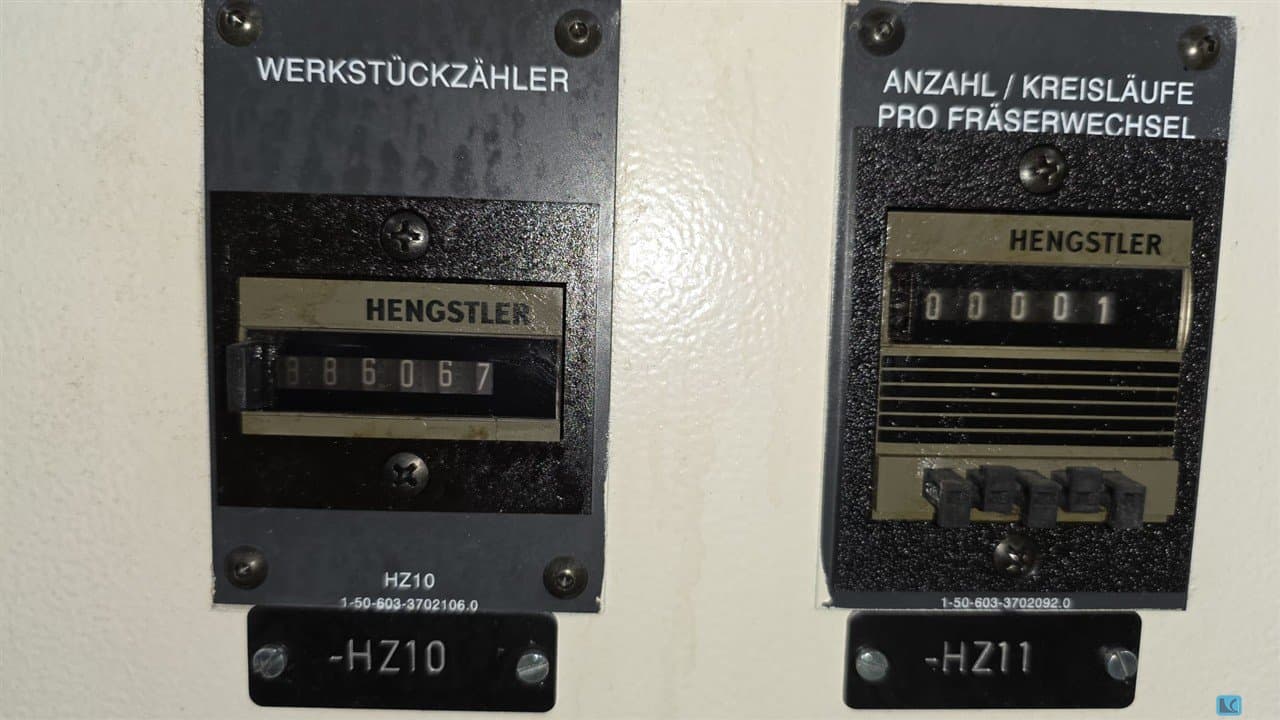 WERKSTÜCKZÄHLER
HENGSTLER
86067
HZ10
1-50-603-3702106.0
-HZ10
ANZAHL / KREISLÄUFE
PRO FRÄSERWECHSEL
HENGSTLER
00001
1-50-603-3702092.0
-HZ11